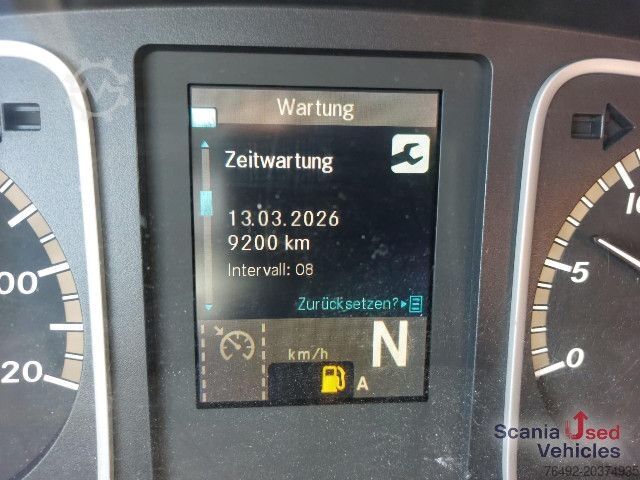 Wartung
Zeitwartung
13.03.2026
9200 km
Intervall: 08
Zurücksetzen?
km/h
N
A
00
20
10
5
0
Scania Used
Vehicles
76492-20374935